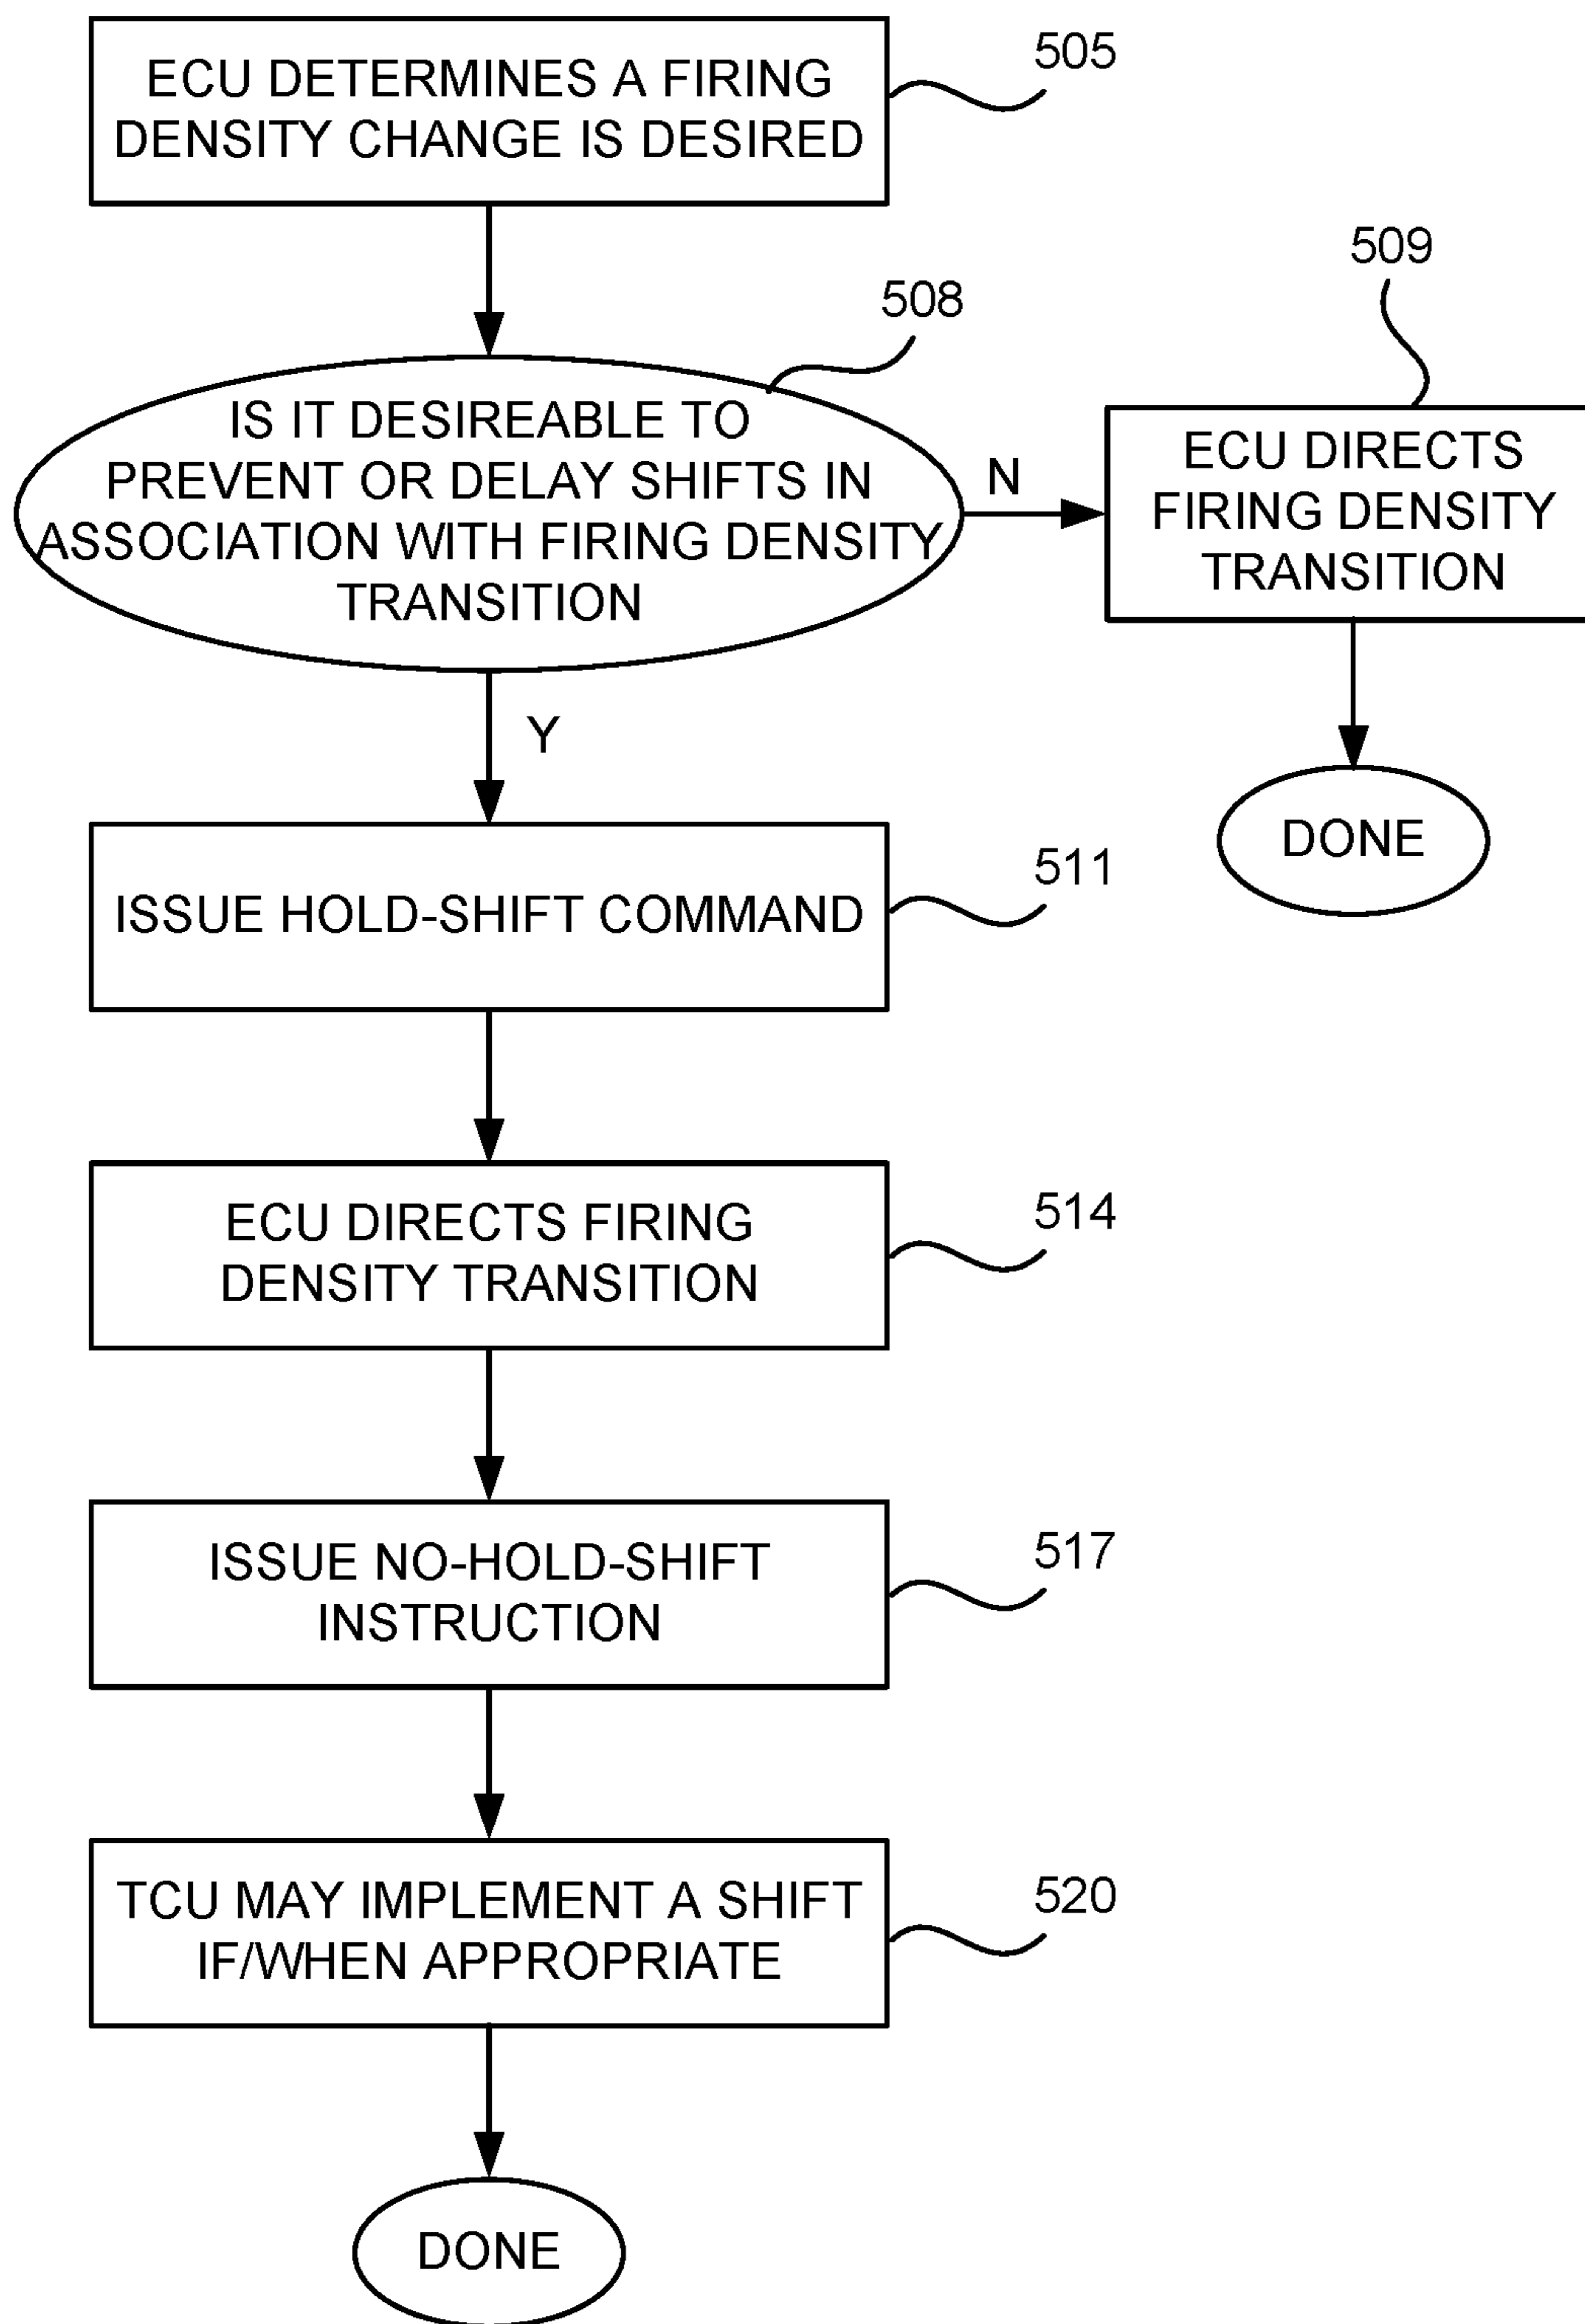 ECU DETERMINES A FIRING
DENSITY CHANGE IS DESIRED
505
508
IS IT DESIREABLE TO
PREVENT OR DELAY SHIFTS IN
ASSOCIATION WITH FIRING DENSITY
TRANSITION
N
509
ECU DIRECTS
FIRING DENSITY
TRANSITION
DONE
Y
ISSUE HOLD-SHIFT COMMAND
511
ECU DIRECTS FIRING
DENSITY TRANSITION
514
ISSUE NO-HOLD-SHIFT
INSTRUCTION
517
TCU MAY IMPLEMENT A SHIFT
IF/WHEN APPROPRIATE
520
DONE